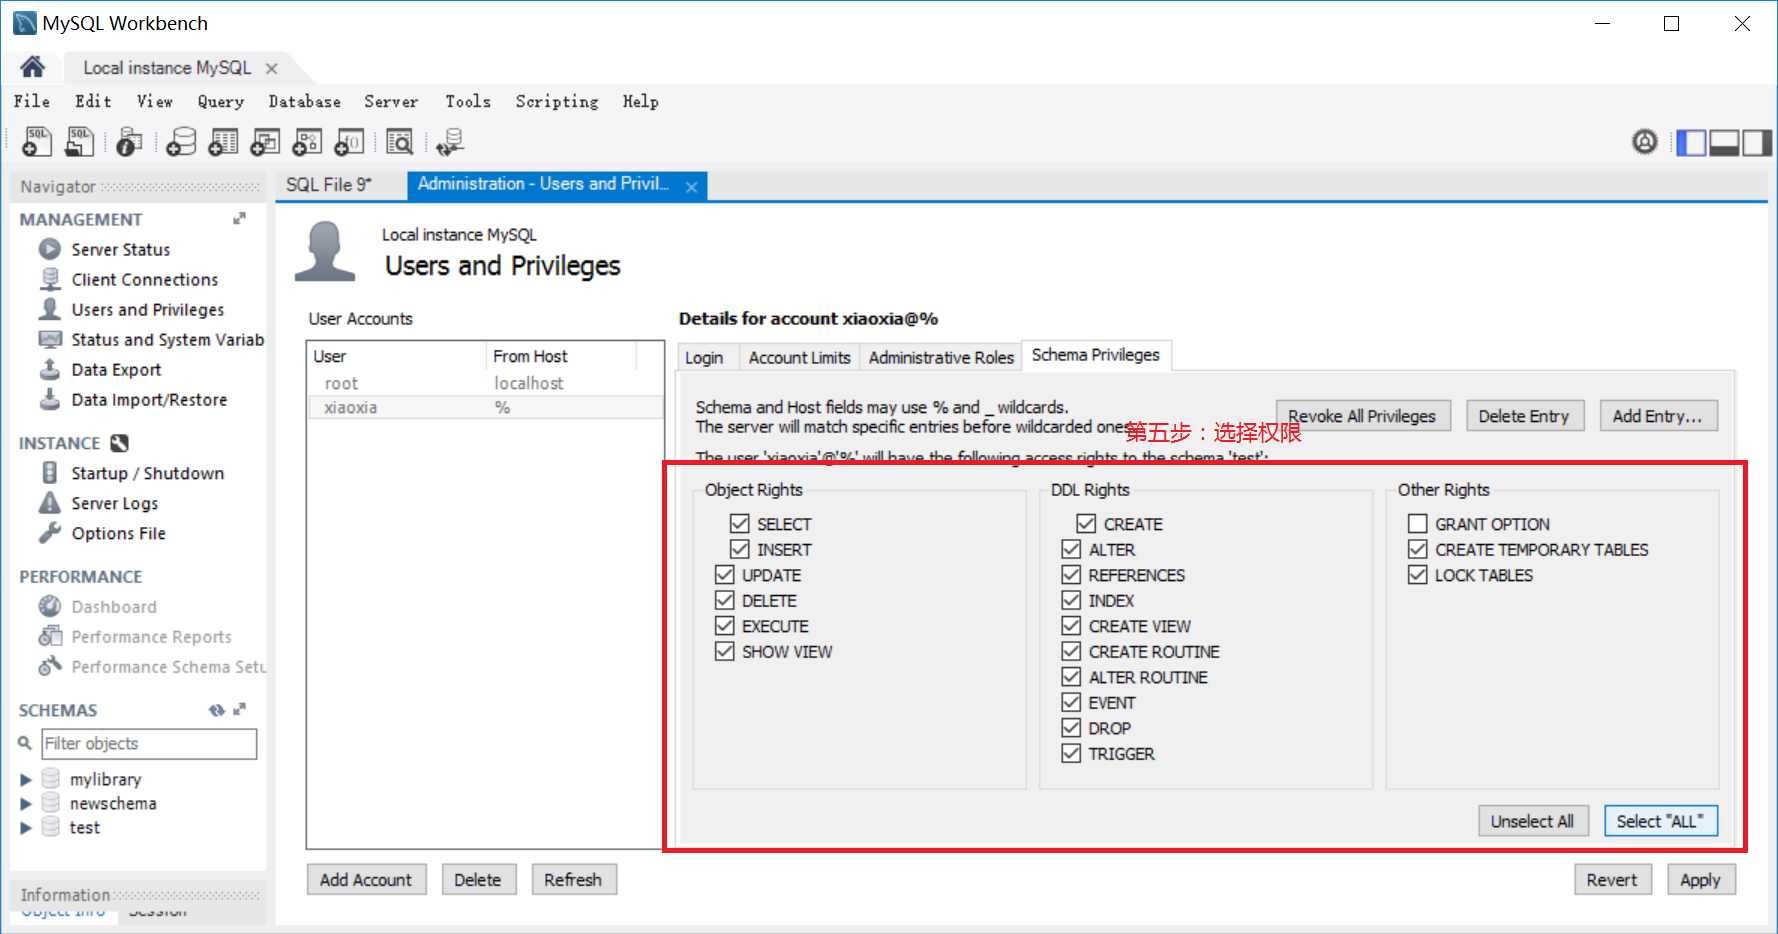 MySQL Workbench
Local instance MySQL
File Edit View Query Database Server Tools Scripting Help
Navigator
SQL File 9*
Administration - Users and Privil...
MANAGEMENT
Server Status
Client Connections
Users and Privileges
Status and System Variab
Data Export
Data Import/Restore
INSTANCE
Startup / Shutdown
Server Logs
Options File
PERFORMANCE
Dashboard
Performance Reports
Performance Schema Setu
SCHEMAS
Filter objects
mylibrary
newschema
test
Information
Object Info Session
Local instance MySQL
Users and Privileges
User Accounts
User From Host
root localhost
xiaoxia %
Add Account Delete Refresh
Details for account xiaoxia@%
Login Account Limits Administrative Roles Schema Privileges
Schema and Host fields may use % and _ wildcards.
The server will match specific entries before wildcarded ones.
Revoke All Privileges Delete Entry Add Entry...
第五步：选择权限
The user 'xiaoxia'@'%' will have the following access rights to the schema 'test':
Object Rights
SELECT
INSERT
UPDATE
DELETE
EXECUTE
SHOW VIEW
DDL Rights
CREATE
ALTER
REFERENCES
INDEX
CREATE VIEW
CREATE ROUTINE
ALTER ROUTINE
EVENT
DROP
TRIGGER
Other Rights
GRANT OPTION
CREATE TEMPORARY TABLES
LOCK TABLES
Unselect All Select "ALL"
Revert Apply